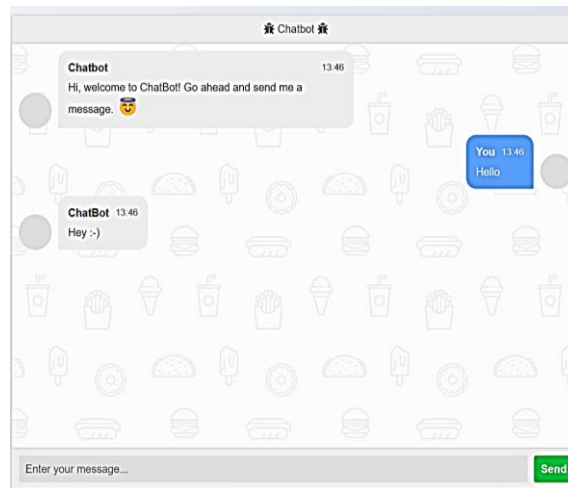 Chatbot
Chatbot 13:46
Hi, welcome to ChatBot! Go ahead and send me a
message. 😇
You 13:46
Hello
ChatBot 13:46
Hey :-)
Enter your message...
Send